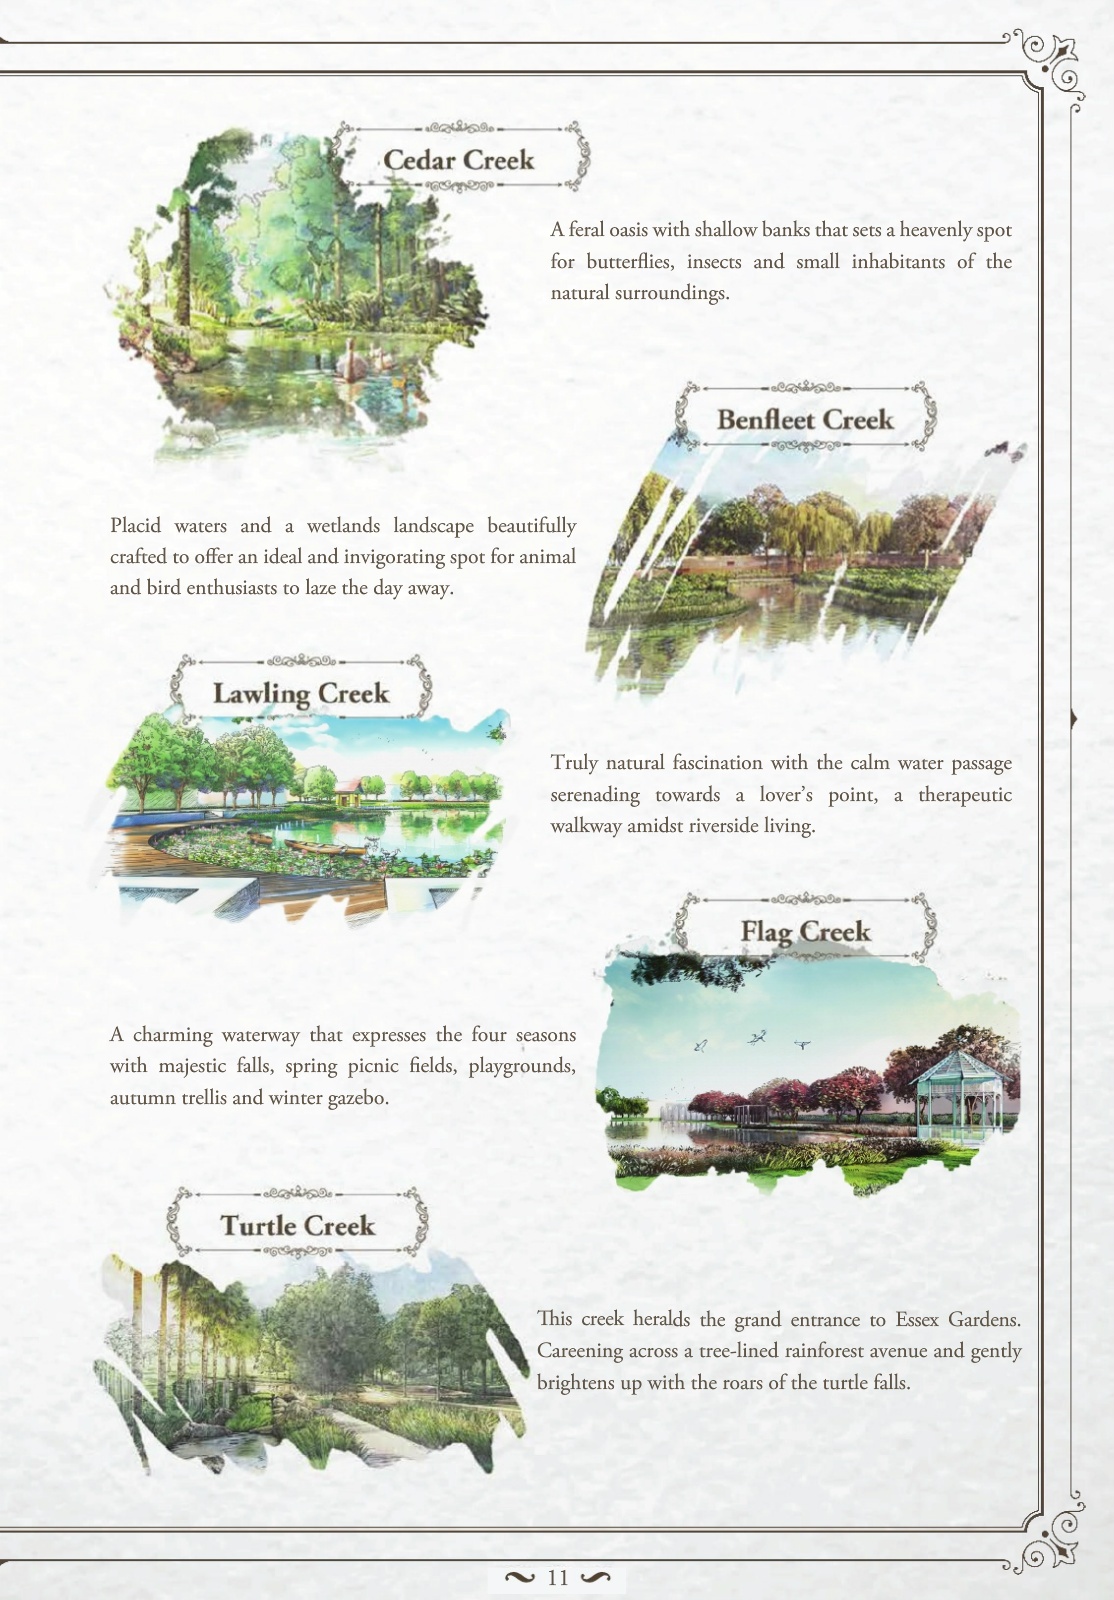 Cedar Creek
A feral oasis with shallow banks that sets a heavenly spot
for butterflies, insects and small inhabitants of the
natural surroundings.
Benfleet Creek
Placid waters and a wetlands landscape beautifully
crafted to offer an ideal and invigorating spot for animal
and bird enthusiasts to laze the day away.
Lawling Creek
Truly natural fascination with the calm water passage
serenading towards a lover's point, a therapeutic
walkway amidst riverside living.
Flag Creek
A charming waterway that expresses the four seasons
with majestic falls, spring picnic fields, playgrounds,
autumn trellis and winter gazebo.
Turtle Creek
This creek heralds the grand entrance to Essex Gardens.
Careening across a tree-lined rainforest avenue and gently
brightens up with the roars of the turtle falls.
11